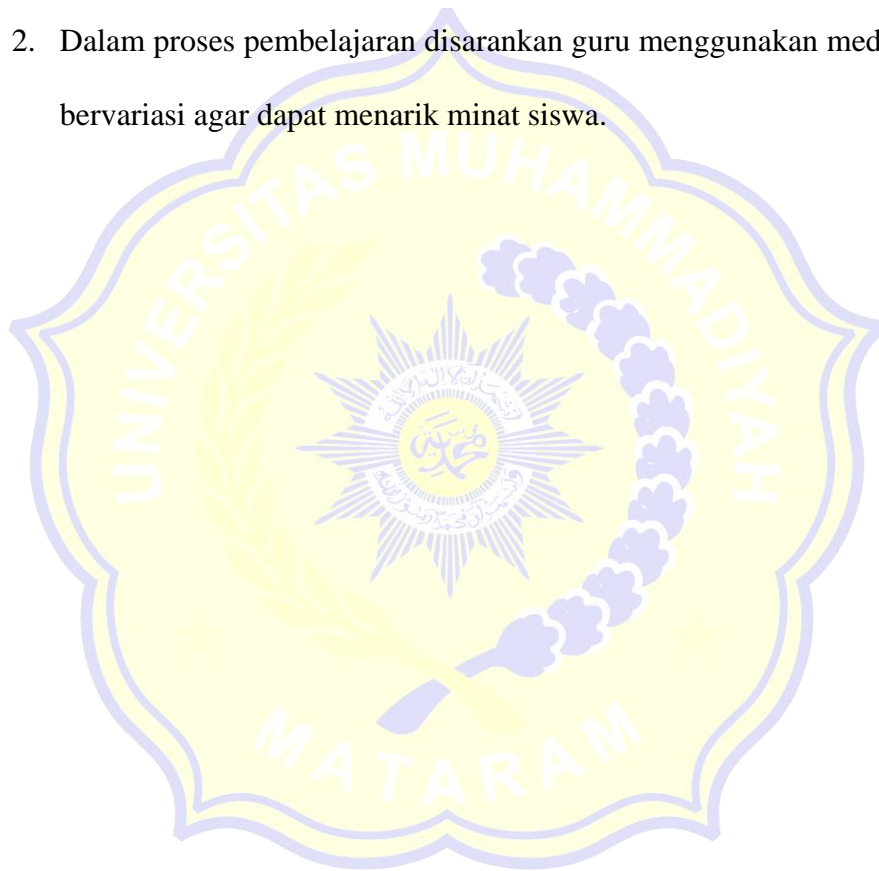 2. Dalam proses pembelajaran disarankan guru menggunakan med
bervariasi agar dapat menarik minat siswa.
UNIVERSITAS MUHAMMADIYAH
MATARAM